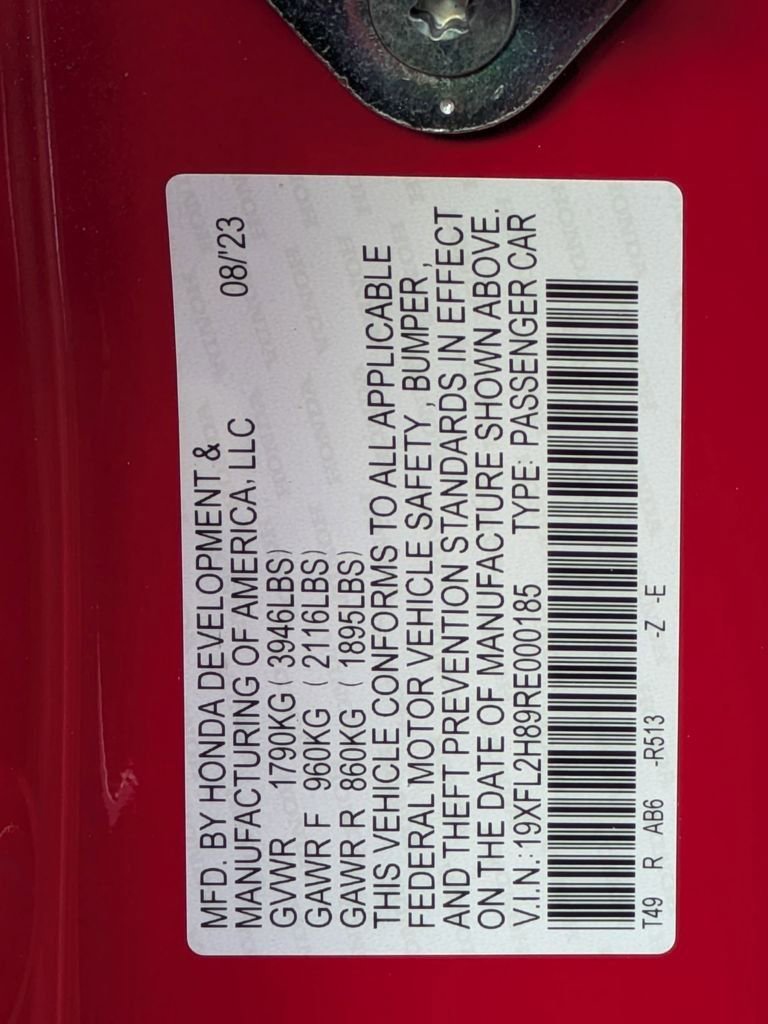 MFD. BY HONDA DEVELOPMENT &
MANUFACTURING OF AMERICA, LLC 08/'23
GVWR 1790KG ( 3946LBS)
GAWR F 960KG ( 2116LBS)
GAWR R 860KG ( 1895LBS)
THIS VEHICLE CONFORMS TO ALL APPLICABLE
FEDERAL MOTOR VEHICLE SAFETY , BUMPER ,
AND THEFT PREVENTION STANDARDS IN EFFECT
ON THE DATE OF MANUFACTURE SHOWN ABOVE.
V.I.N.: 19XFL2H89RE000185 TYPE: PASSENGER CAR
T49 R AB6 -R513 -Z -E